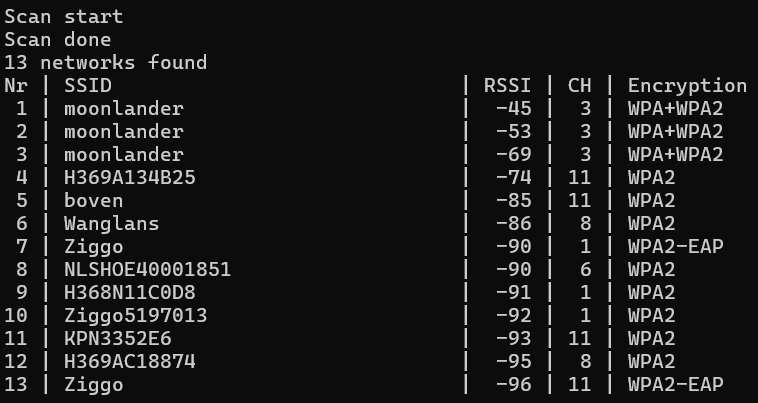 Scan start
Scan done
13 networks found
Nr | SSID                             | RSSI | CH | Encryption
 1 | moonlander                       |  -45 |  3 | WPA+WPA2
 2 | moonlander                       |  -53 |  3 | WPA+WPA2
 3 | moonlander                       |  -69 |  3 | WPA+WPA2
 4 | H369A134B25                      |  -74 | 11 | WPA2
 5 | boven                            |  -85 | 11 | WPA2
 6 | Wanglans                         |  -86 |  8 | WPA2
 7 | Ziggo                            |  -90 |  1 | WPA2-EAP
 8 | NLSHOE40001851                   |  -90 |  6 | WPA2
 9 | H368N11C0D8                      |  -91 |  1 | WPA2
10 | Ziggo5197013                     |  -92 |  1 | WPA2
11 | KPN3352E6                        |  -93 | 11 | WPA2
12 | H369AC18874                      |  -95 |  8 | WPA2
13 | Ziggo                            |  -96 | 11 | WPA2-EAP